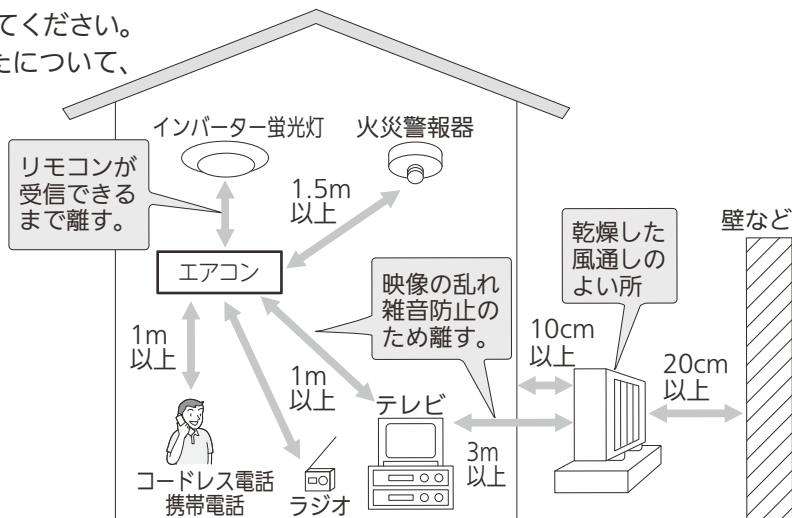 てください。
たについて、
インバーター蛍光灯
火災警報器
リモコンが
受信できる
まで離す。
1.5m
以上
エアコン
映像の乱れ
雑音防止の
ため離す。
乾燥した
風通しの
よい所
壁など
1m
以上
1m
以上
10cm
以上
20cm
以上
テレビ
3m
以上
コードレス電話
携帯電話
ラジオ